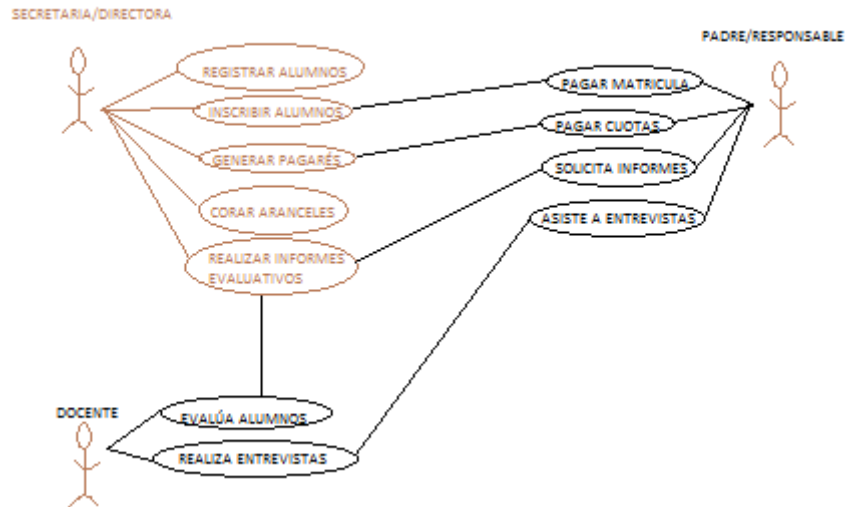 SECRETARIA/DIRECTORA
PADRE/RESPONSABLE
REGISTRAR ALUMNOS
PAGAR MATRICULA
INSCRIBIR ALUMNOS
PAGAR CUOTAS
GENERAR PAGARÉS
SOLICITA INFORMES
CORAR ARANCELES
ASISTE A ENTREVISTAS
REALIZAR INFORMES
EVALUATIVOS
DOCENTE
EVALÚA ALUMNOS
REALIZA ENTREVISTAS